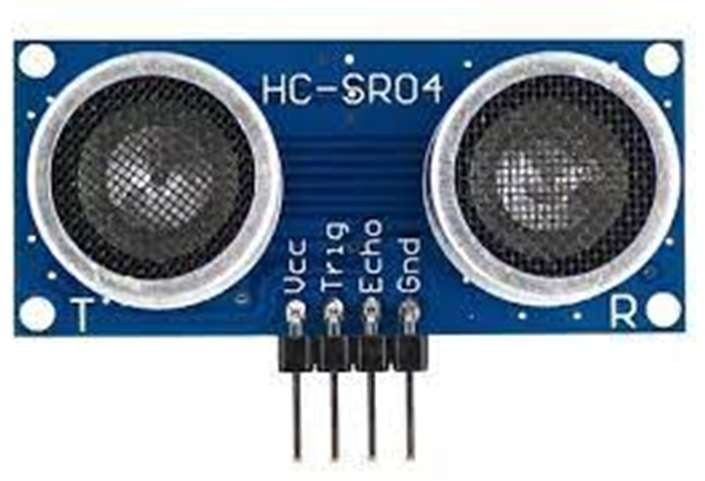 HC-SR04
Vcc
Trig
Echo
Gnd
T
R